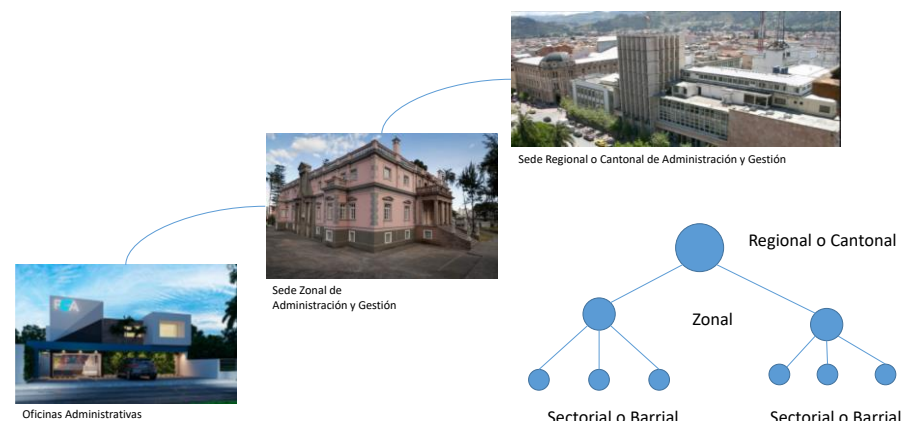 Sede Regional o Cantonal de Administración y Gestión
Sede Zonal de
Administración y Gestión
Oficinas Administrativas
Regional o Cantonal
Zonal
Sectorial o Barrial
Sectorial o Barrial